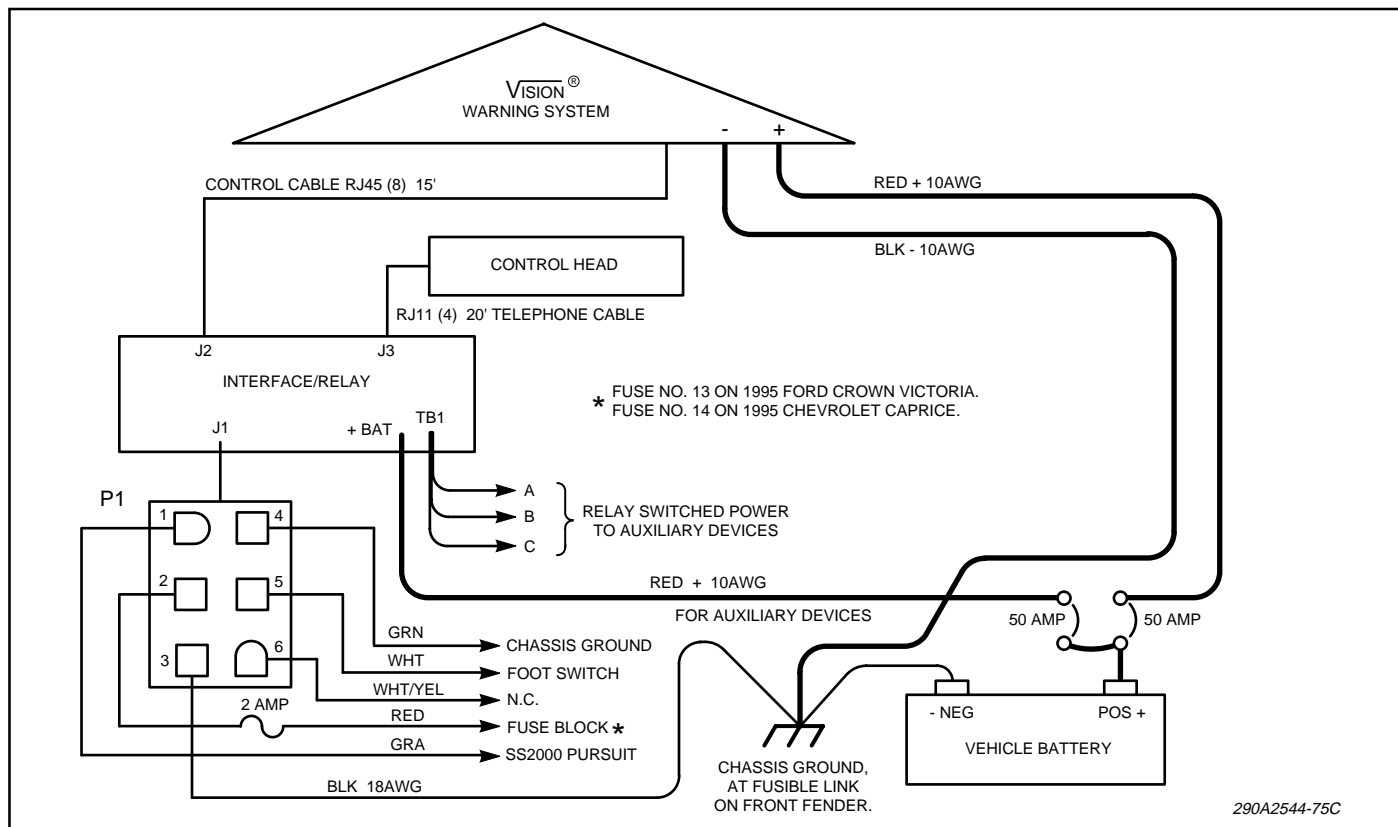 VISION ®
WARNING SYSTEM
- +
CONTROL CABLE RJ45 (8) 15'
RED + 10AWG
BLK - 10AWG
CONTROL HEAD
RJ11 (4) 20' TELEPHONE CABLE
J2 J3
INTERFACE/RELAY
J1 + BAT TB1
* FUSE NO. 13 ON 1995 FORD CROWN VICTORIA.
FUSE NO. 14 ON 1995 CHEVROLET CAPRICE.
P1
1 4
2 5
3 6
A
B
C
RELAY SWITCHED POWER
TO AUXILIARY DEVICES
RED + 10AWG
FOR AUXILIARY DEVICES
50 AMP
50 AMP
GRN CHASSIS GROUND
WHT FOOT SWITCH
WHT/YEL N.C.
2 AMP RED FUSE BLOCK *
GRA SS2000 PURSUIT
BLK 18AWG
CHASSIS GROUND,
AT FUSIBLE LINK
ON FRONT FENDER.
- NEG POS +
VEHICLE BATTERY
290A2544-75C